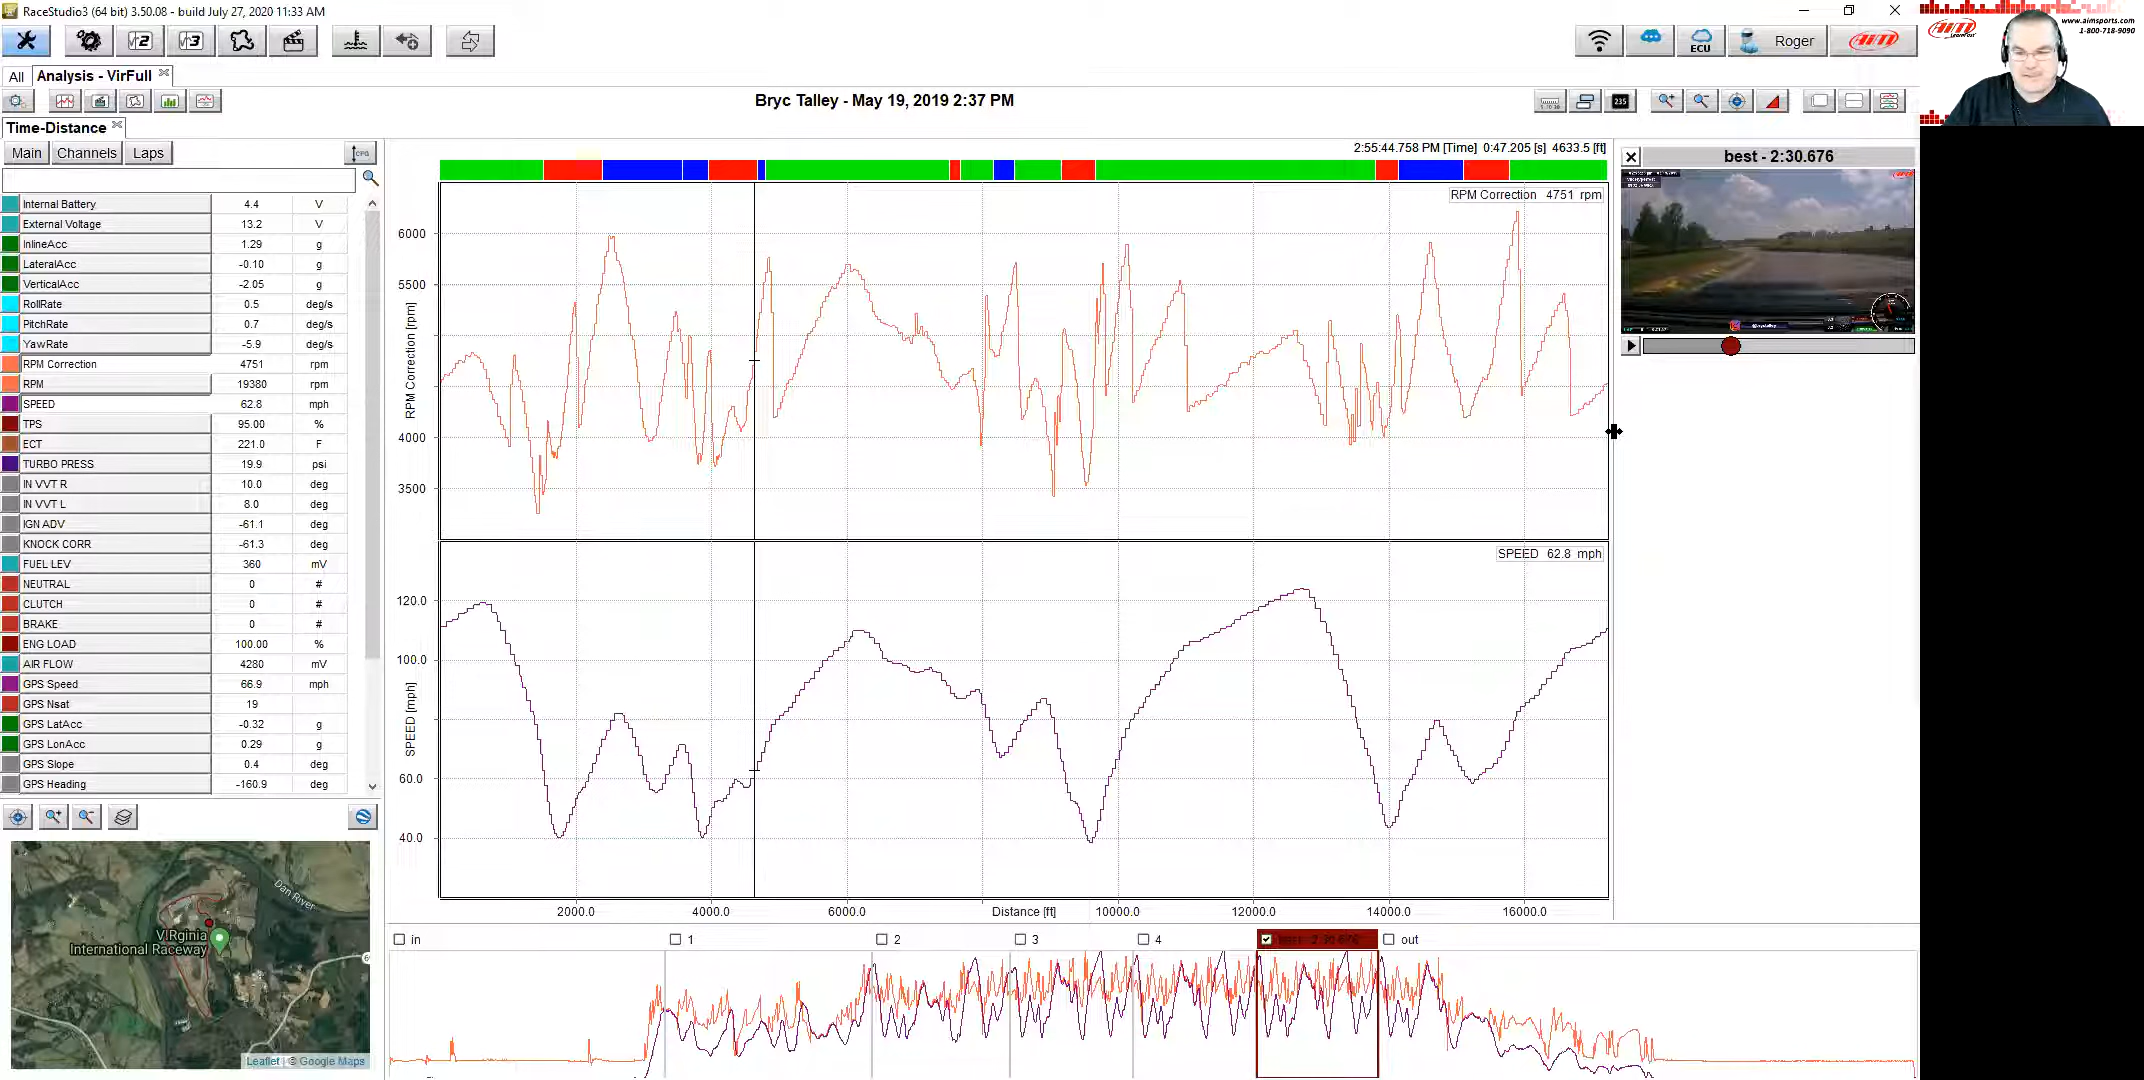 RaceStudio3 (64 bit) 3.50.08 - build July 27, 2020 11:33 AM
www.aimsports.com
1-800-718-9090
ECU
Roger
All
Analysis - VirFull
Bryc Talley - May 19, 2019 2:37 PM
235
Time-Distance
Main
Channels
Laps
CFG
2:55:44.758 PM [Time] 0:47.205 [s] 4633.5 [ft]
best - 2:30.676
Internal Battery 4.4 V
External Voltage 13.2 V
InlineAcc 1.29 g
LateralAcc -0.10 g
VerticalAcc -2.05 g
RollRate 0.5 deg/s
PitchRate 0.7 deg/s
YawRate -5.9 deg/s
RPM Correction 4751 rpm
RPM 19380 rpm
SPEED 62.8 mph
TPS 95.00 %
ECT 221.0 F
TURBO PRESS 19.9 psi
IN VVT R 10.0 deg
IN VVT L 8.0 deg
IGN ADV -61.1 deg
KNOCK CORR -61.3 deg
FUEL LEV 360 mV
NEUTRAL 0 #
CLUTCH 0 #
BRAKE 0 #
ENG LOAD 100.00 %
AIR FLOW 4280 mV
GPS Speed 66.9 mph
GPS Nsat 19
GPS LatAcc -0.32 g
GPS LonAcc 0.29 g
GPS Slope 0.4 deg
GPS Heading -160.9 deg
RPM Correction 4751 rpm
RPM Correction [rpm]
6000
5500
4000
3500
SPEED 62.8 mph
SPEED [mph]
120.0
100.0
60.0
40.0
2000.0 4000.0 6000.0 Distance [ft] 10000.0 12000.0 14000.0 16000.0
in 1 2 3 4 best 2:30.676 out
Dan River
VIRginia
International Raceway
Leaflet | © Google Maps